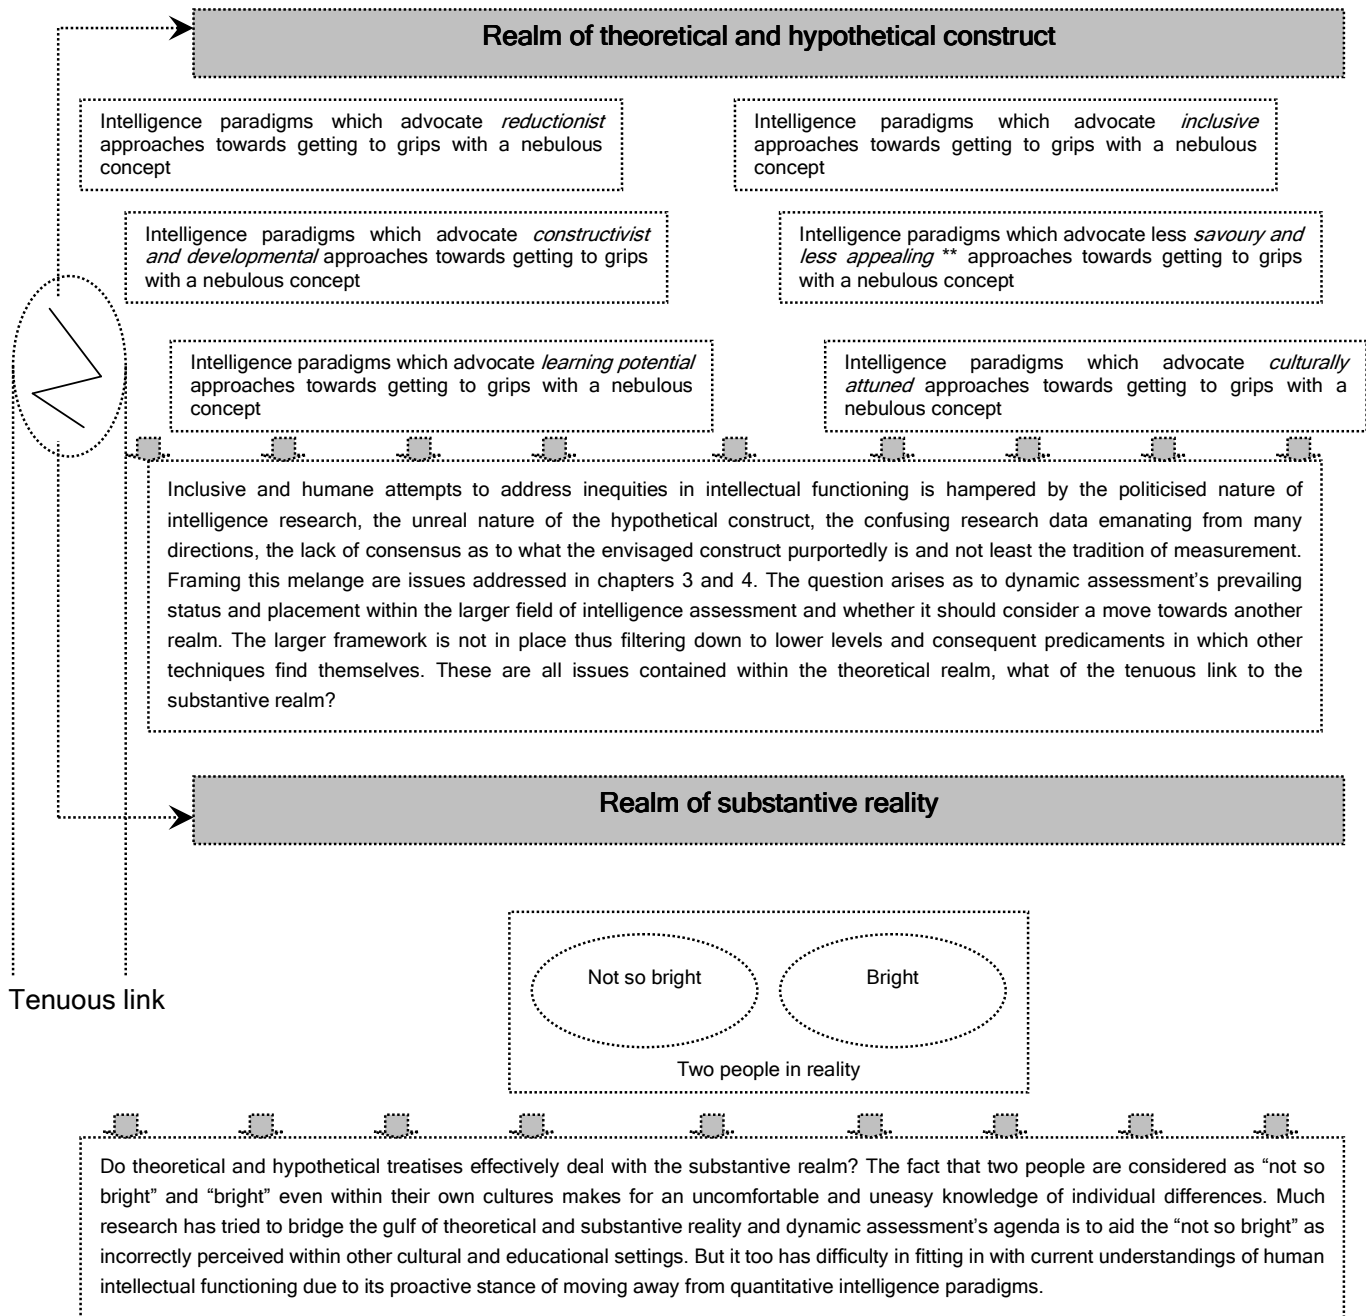 Realm of theoretical and hypothetical construct
Intelligence paradigms which advocate reductionist
approaches towards getting to grips with a nebulous
concept
Intelligence paradigms which advocate inclusive
approaches towards getting to grips with a nebulous
concept
Intelligence paradigms which advocate constructivist
and developmental approaches towards getting to grips
with a nebulous concept
Intelligence paradigms which advocate less savoury and
less appealing ** approaches towards getting to grips
with a nebulous concept
Intelligence paradigms which advocate learning potential
approaches towards getting to grips with a nebulous
concept
Intelligence paradigms which advocate culturally
attuned approaches towards getting to grips with a
nebulous concept
Inclusive and humane attempts to address inequities in intellectual functioning is hampered by the politicised nature of
intelligence research, the unreal nature of the hypothetical construct, the confusing research data emanating from many
directions, the lack of consensus as to what the envisaged construct purportedly is and not least the tradition of measurement.
Framing this melange are issues addressed in chapters 3 and 4. The question arises as to dynamic assessment's prevailing
status and placement within the larger field of intelligence assessment and whether it should consider a move towards another
realm. The larger framework is not in place thus filtering down to lower levels and consequent predicaments in which other
techniques find themselves. These are all issues contained within the theoretical realm, what of the tenuous link to the
substantive realm?
Realm of substantive reality
Not so bright
Bright
Tenuous link
Two people in reality
Do theoretical and hypothetical treatises effectively deal with the substantive realm? The fact that two people are considered as “not so
bright” and “bright” even within their own cultures makes for an uncomfortable and uneasy knowledge of individual differences. Much
research has tried to bridge the gulf of theoretical and substantive reality and dynamic assessment's agenda is to aid the “not so bright” as
incorrectly perceived within other cultural and educational settings. But it too has difficulty in fitting in with current understandings of human
intellectual functioning due to its proactive stance of moving away from quantitative intelligence paradigms.